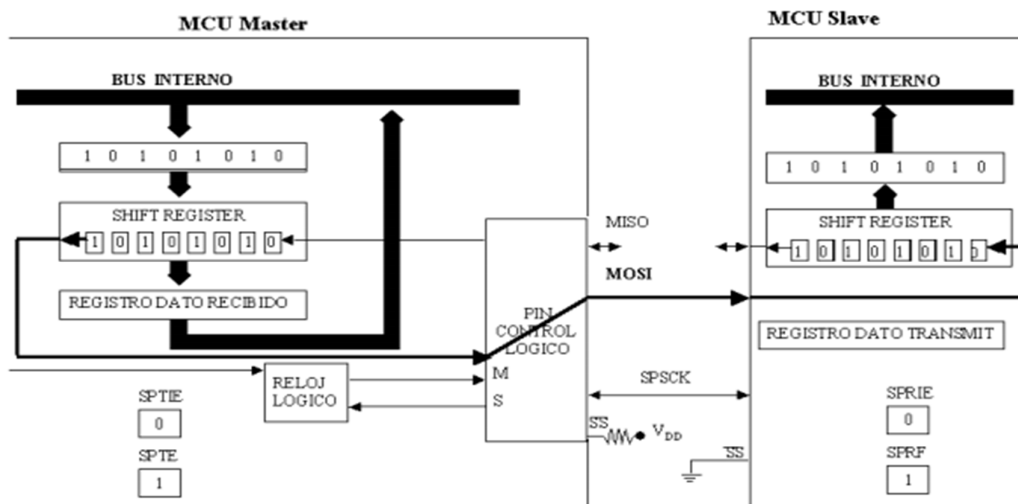 MCU Master
MCU Slave
BUS INTERNO
BUS INTERNO
1 0 1 0 1 0 1 0
1 0 1 0 1 0 1 0
SHIFT REGISTER
1 0 1 0 1 0 1 0
SHIFT REGISTER
1 0 1 0 1 0 1 0
MISO
MOSI
REGISTRO DATO RECIBIDO
PIN
CONTROL
LOGICO
REGISTRO DATO TRANSMIT
RELOJ
LOGICO
M
S
SPSCK
SPTIE
0
SPTE
1
SS
VDD
SS
SPRIE
0
SPRF
1